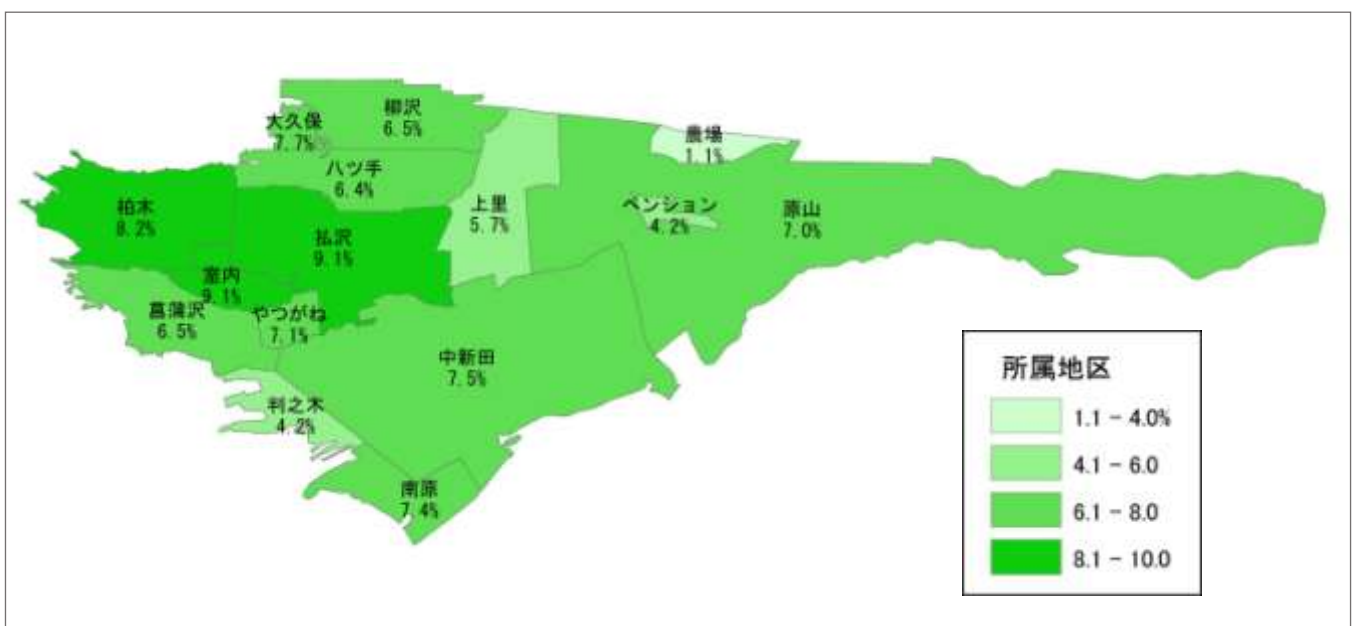 柳沢
6.5%
大久保
7.7%
農場
1.1%
八ツ手
6.4%
柏木
8.2%
上里
5.7%
ペンション
4.2%
原山
7.0%
払沢
9.1%
室内
9.1%
菖蒲沢
6.5%
やつがね
7.1%
中新田
7.5%
判之木
4.2%
南原
7.4%
所属地区
1.1 - 4.0%
4.1 - 6.0
6.1 - 8.0
8.1 - 10.0